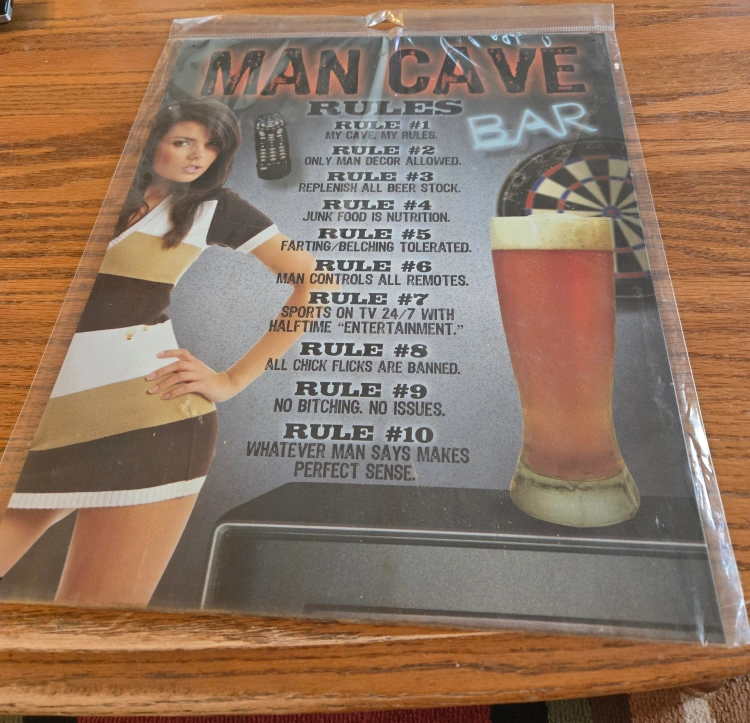 MAN CAVE
RULES
BAR
RULE #1
MY CAVE, MY RULES.
RULE #2
ONLY MAN DECOR ALLOWED.
RULE #3
REPLENISH ALL BEER STOCK.
RULE #4
JUNK FOOD IS NUTRITION.
RULE #5
FARTING/BELCHING TOLERATED.
RULE #6
MAN CONTROLS ALL REMOTES.
RULE #7
SPORTS ON TV 24/7 WITH
HALFTIME “ENTERTAINMENT.”
RULE #8
ALL CHICK FLICKS ARE BANNED.
RULE #9
NO BITCHING. NO ISSUES.
RULE #10
WHATEVER MAN SAYS MAKES
PERFECT SENSE.